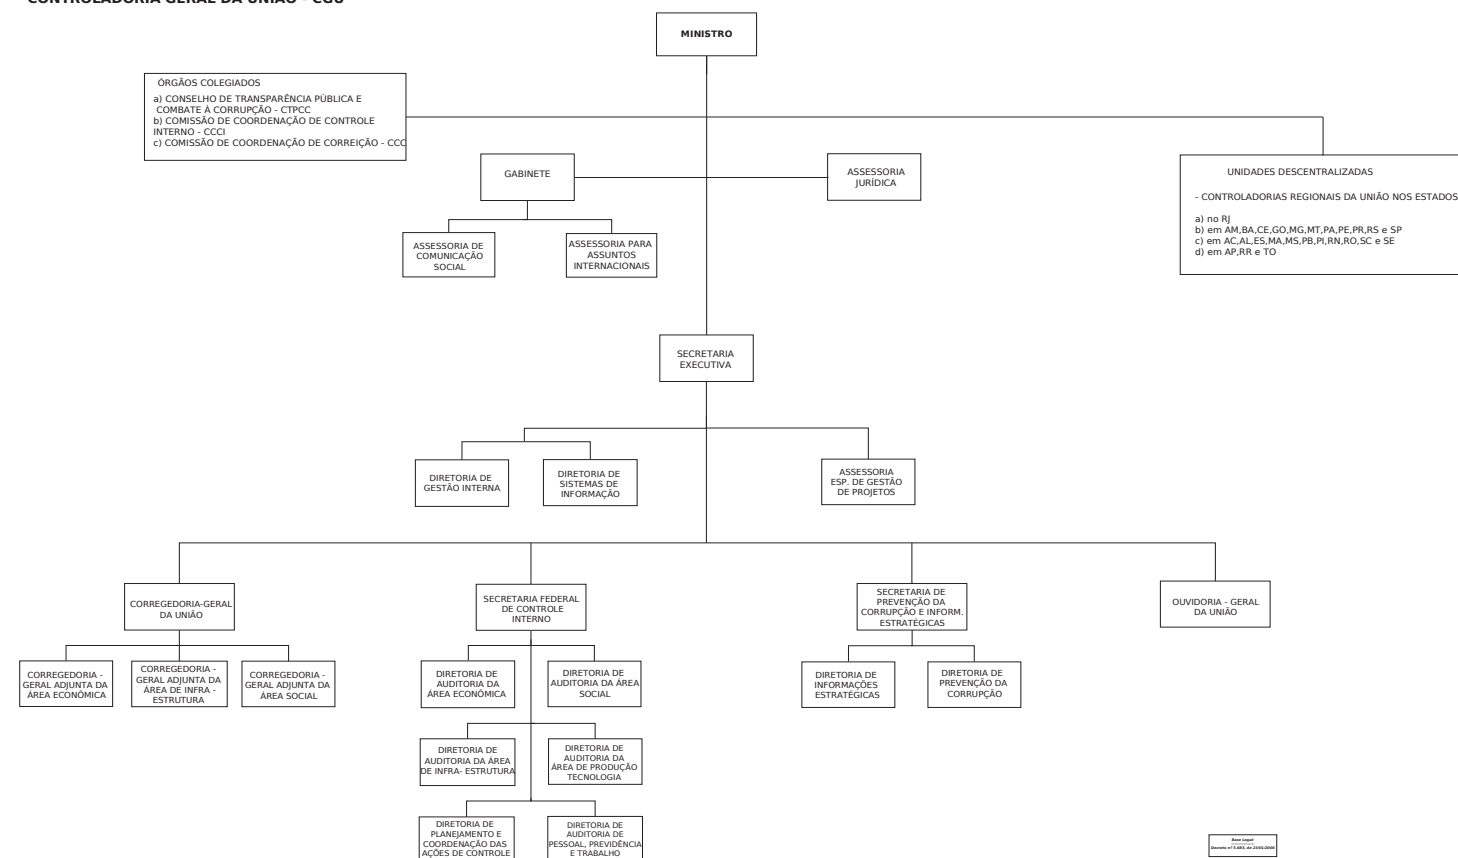 CONTROLADORIA GERAL DA UNIÃO - CGU
MINISTRO
ÓRGÃOS COLEGIADOS
a) CONSELHO DE TRANSPARÊNCIA PÚBLICA E
COMBATE À CORRUPÇÃO - CTPCC
b) COMISSÃO DE COORDENAÇÃO DE CONTROLE
INTERNO - CCCI
c) COMISSÃO DE COORDENAÇÃO DE CORREIÇÃO - CCC
GABINETE
ASSESSORIA
JURÍDICA
UNIDADES DESCENTRALIZADAS
- CONTROLADORIAS REGIONAIS DA UNIÃO NOS ESTADOS
a) no RJ
b) em AM,BA,CE,GO,MG,MT,PA,PE,PR,RS e SP
c) em AC,AL,ES,MA,MS,PB,PI,RN,RO,SC e SE
d) em AP,RR e TO
ASSESSORIA DE
COMUNICAÇÃO
SOCIAL
ASSESSORIA PARA
ASSUNTOS
INTERNACIONAIS
SECRETARIA
EXECUTIVA
DIRETORIA DE
GESTÃO INTERNA
DIRETORIA DE
SISTEMAS DE
INFORMAÇÃO
ASSESSORIA
ESP. DE GESTÃO
DE PROJETOS
CORREGEDORIA-GERAL
DA UNIÃO
SECRETARIA FEDERAL
DE CONTROLE
INTERNO
SECRETARIA DE
PREVENÇÃO DA
CORRUPÇÃO E INFORM.
ESTRATÉGICAS
OUVIDORIA - GERAL
DA UNIÃO
CORREGEDORIA -
GERAL ADJUNTA DA
ÁREA ECONÔMICA
CORREGEDORIA -
GERAL ADJUNTA DA
ÁREA DE INFRA -
ESTRUTURA
CORREGEDORIA -
GERAL ADJUNTA DA
ÁREA SOCIAL
DIRETORIA DE
AUDITORIA DA
ÁREA ECONÔMICA
DIRETORIA DE
AUDITORIA DA ÁREA
SOCIAL
DIRETORIA DE
INFORMAÇÕES
ESTRATÉGICAS
DIRETORIA DE
PREVENÇÃO DA
CORRUPÇÃO
DIRETORIA DE
AUDITORIA DA ÁREA
DE INFRA- ESTRUTURA
DIRETORIA DE
AUDITORIA DA
ÁREA DE PRODUÇÃO
TECNOLOGIA
DIRETORIA DE
PLANEJAMENTO E
COORDENAÇÃO DAS
AÇÕES DE CONTROLE
DIRETORIA DE
AUDITORIA DE
PESSOAL, PREVIDÊNCIA
E TRABALHO
Base Legal:
Decreto nº 5.683, de 23/01/2006